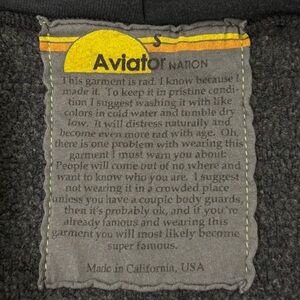 S
Aviator NATION
This garment is rad. I know because I
made it. To keep it in pristine condi-
tion I suggest washing it with like
colors in cold water and tumble dry
low. It will distress naturally and
become even more rad with age. Oh,
there is one problem with wearing this
garment I must warn you about:
People will come out of no where and
want to know who you are. I suggest
not wearing it in a crowded place
unless you have a couple body guards,
then it's probably ok, and if you're
already famous and wearing this
garment you will most likely become
super famous.
Made in California, USA